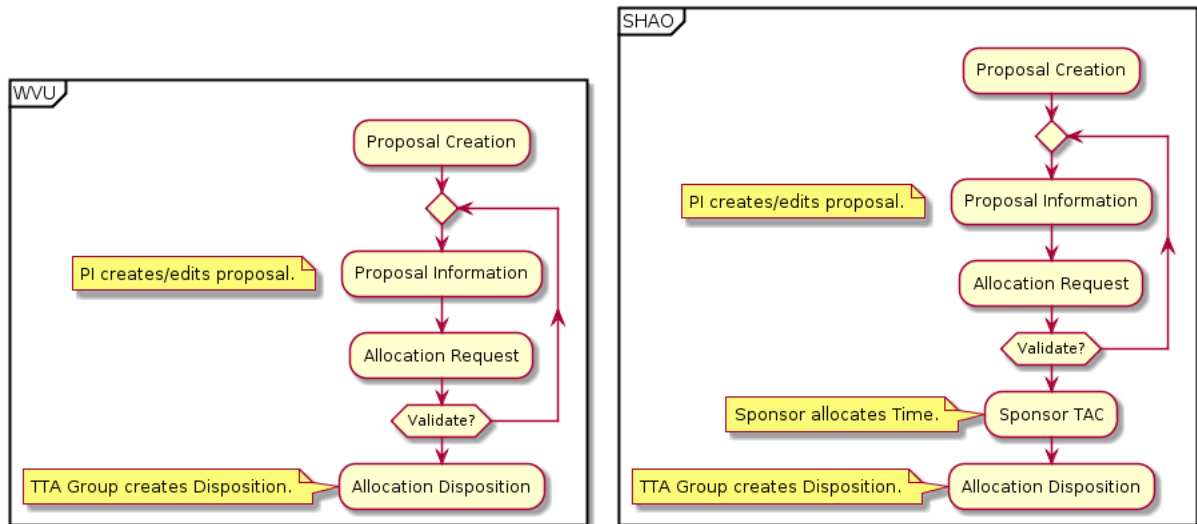 WVU
Proposal Creation
PI creates/edits proposal.
Proposal Information
Allocation Request
Validate?
TTA Group creates Disposition.
Allocation Disposition
SHAO
Proposal Creation
PI creates/edits proposal.
Proposal Information
Allocation Request
Validate?
Sponsor allocates Time.
Sponsor TAC
TTA Group creates Disposition.
Allocation Disposition